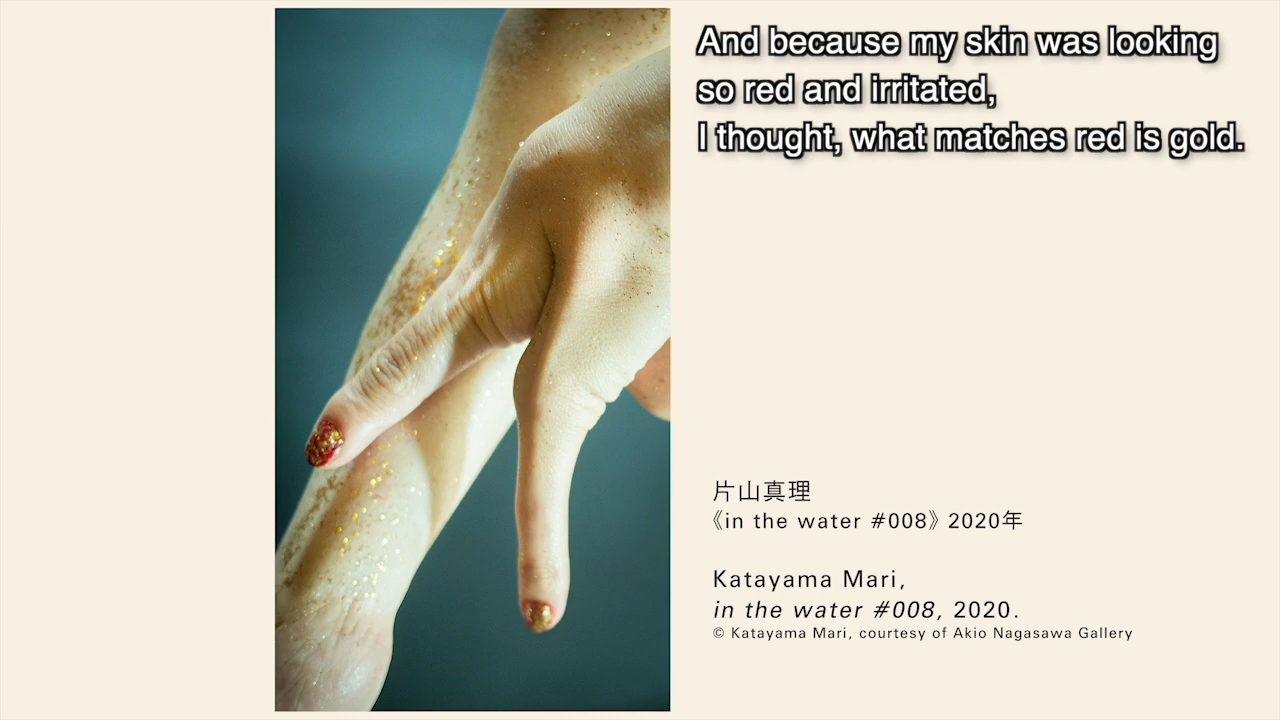 And because my skin was looking
so red and irritated,
I thought, what matches red is gold.
片山真理
《in the water #008》 2020年
Katayama Mari,
in the water #008, 2020.
© Katayama Mari, courtesy of Akio Nagasawa Gallery